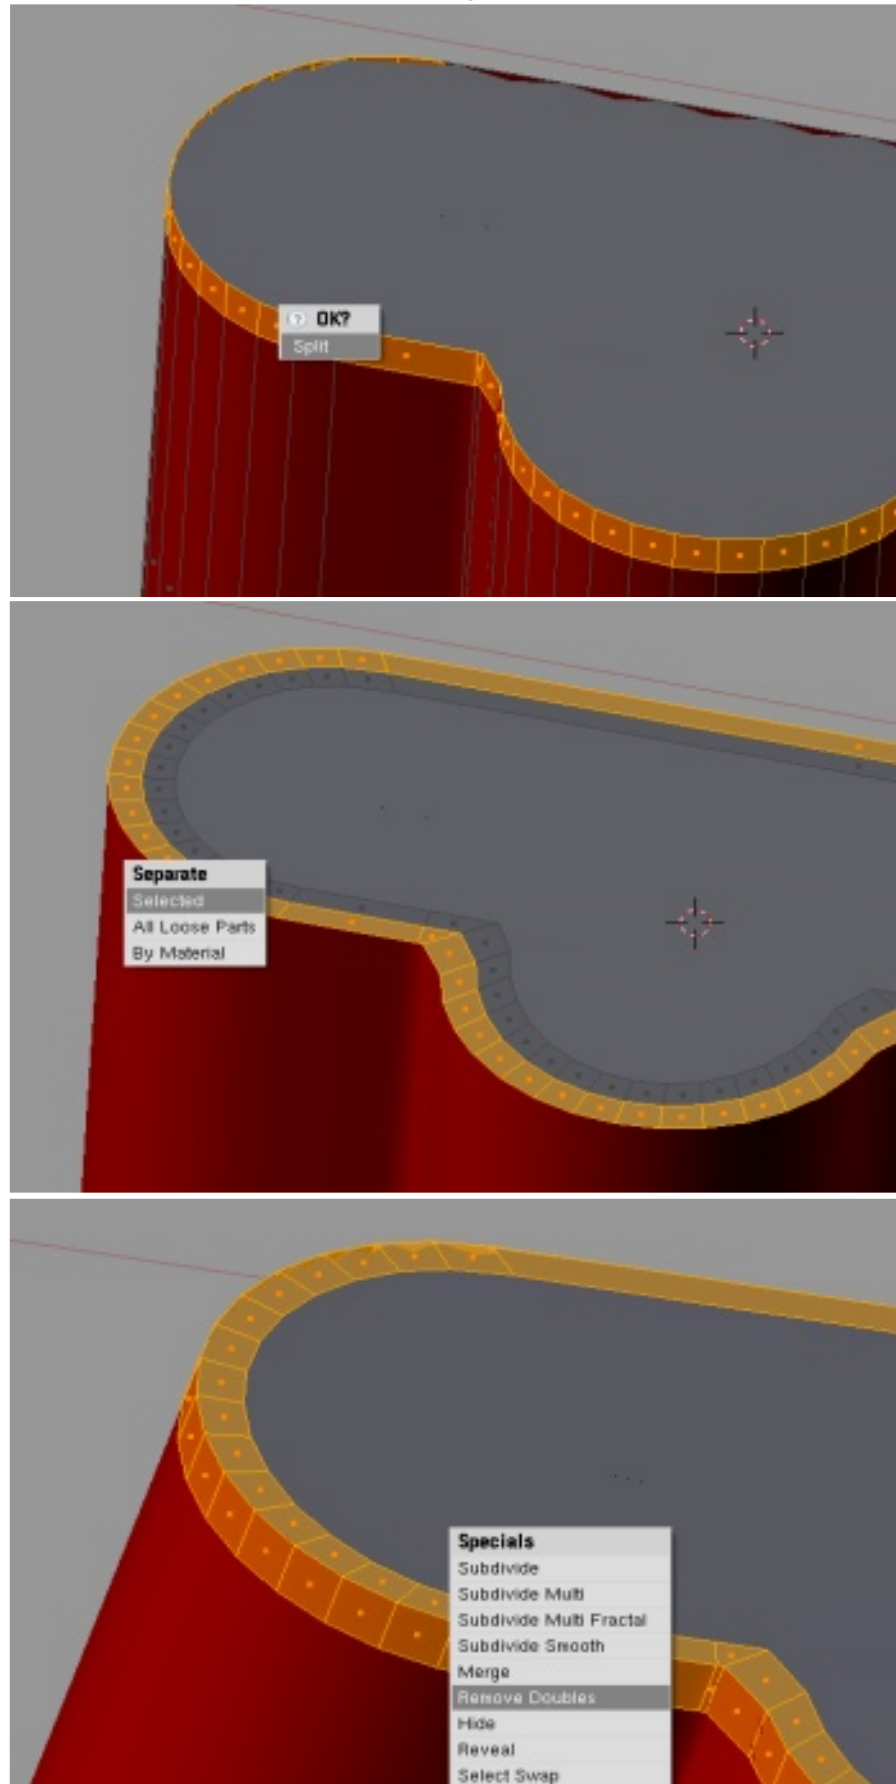 OK?
Split
Separate
Selected
All Loose Parts
By Material
Specials
Subdivide
Subdivide Multi
Subdivide Multi Fractal
Subdivide Smooth
Merge
Remove Doubles
Hide
Reveal
Select Swap